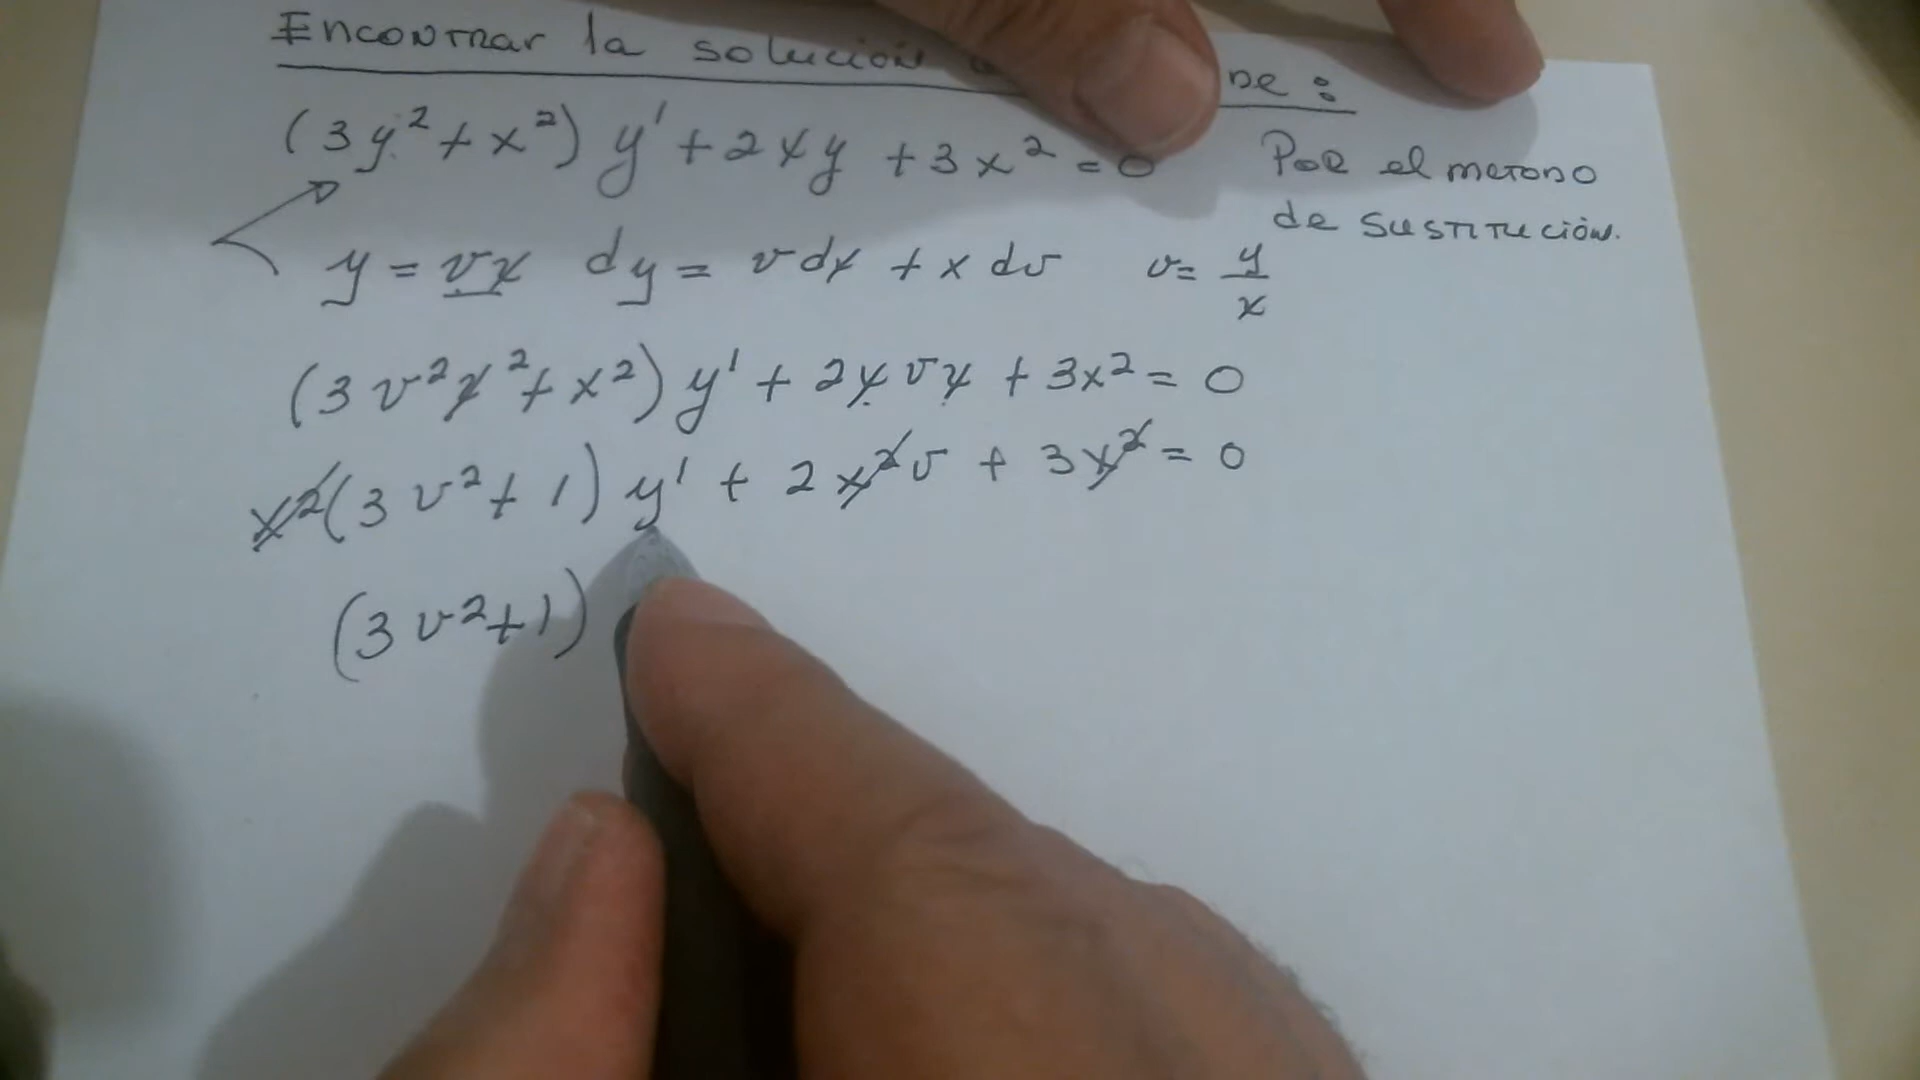 Encontrar la solución de:
(3y² + x²) y' + 2xy + 3x² = 0 Por el metodo
de sustitución.
y = vx dy = v dx + x dv v = y/x
(3v²x² + x²) y' + 2xvx + 3x² = 0
x²(3v² + 1) y' + 2x²v + 3x² = 0
(3v² + 1)